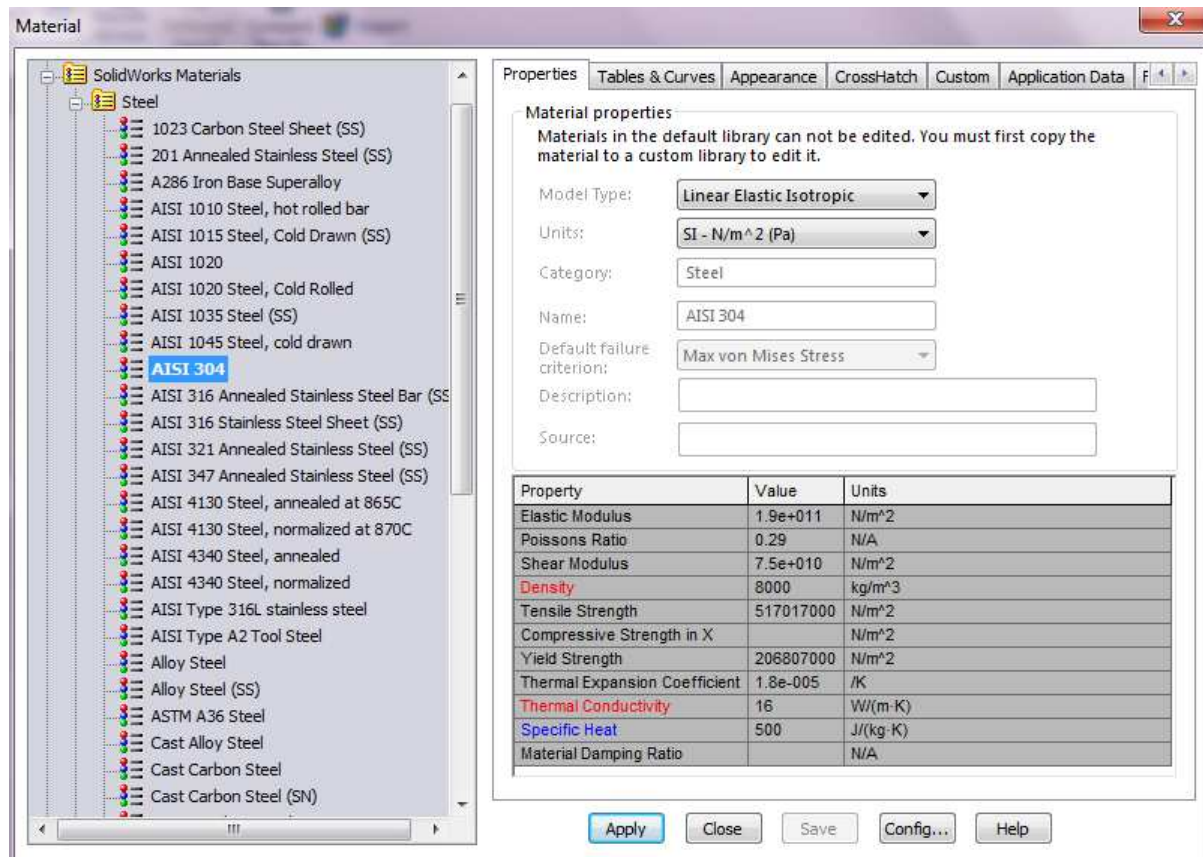 Material
SolidWorks Materials
Steel
1023 Carbon Steel Sheet (SS)
201 Annealed Stainless Steel (SS)
A286 Iron Base Superalloy
AISI 1010 Steel, hot rolled bar
AISI 1015 Steel, Cold Drawn (SS)
AISI 1020
AISI 1020 Steel, Cold Rolled
AISI 1035 Steel (SS)
AISI 1045 Steel, cold drawn
AISI 304
AISI 316 Annealed Stainless Steel Bar (SS
AISI 316 Stainless Steel Sheet (SS)
AISI 321 Annealed Stainless Steel (SS)
AISI 347 Annealed Stainless Steel (SS)
AISI 4130 Steel, annealed at 865C
AISI 4130 Steel, normalized at 870C
AISI 4340 Steel, annealed
AISI 4340 Steel, normalized
AISI Type 316L stainless steel
AISI Type A2 Tool Steel
Alloy Steel
Alloy Steel (SS)
ASTM A36 Steel
Cast Alloy Steel
Cast Carbon Steel
Cast Carbon Steel (SN)
Properties Tables & Curves Appearance CrossHatch Custom Application Data F
Material properties
Materials in the default library can not be edited. You must first copy the
material to a custom library to edit it.
Model Type: Linear Elastic Isotropic
Units: SI - N/m^2 (Pa)
Category: Steel
Name: AISI 304
Default failure
criterion: Max von Mises Stress
Description:
Source:
Property Value Units
Elastic Modulus 1.9e+011 N/m^2
Poissons Ratio 0.29 N/A
Shear Modulus 7.5e+010 N/m^2
Density 8000 kg/m^3
Tensile Strength 517017000 N/m^2
Compressive Strength in X N/m^2
Yield Strength 206807000 N/m^2
Thermal Expansion Coefficient 1.8e-005 /K
Thermal Conductivity 16 W/(m·K)
Specific Heat 500 J/(kg·K)
Material Damping Ratio N/A
Apply Close Save Config... Help